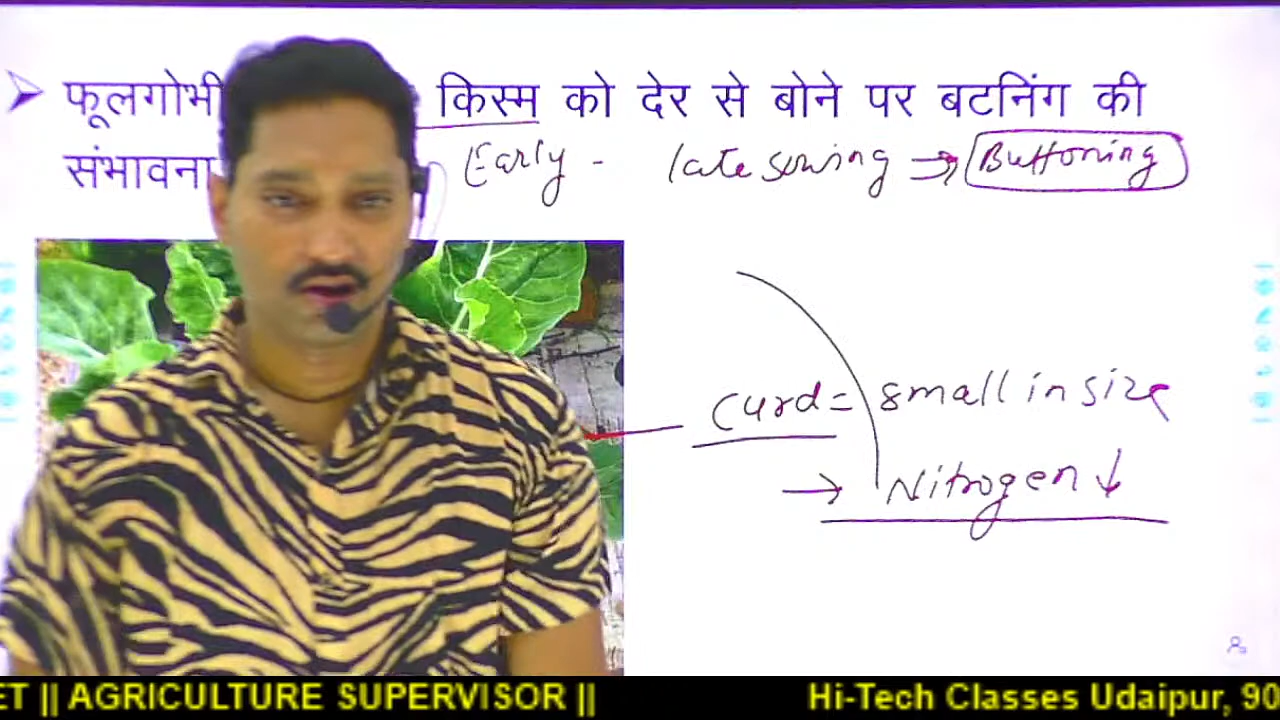 फूलगोभी किस्म को देर से बोने पर बटनिंग की
संभावना
Early - late sowing → Buttoning
Curd = small in size
→ Nitrogen ↓
ET || AGRICULTURE SUPERVISOR || Hi-Tech Classes Udaipur, 90